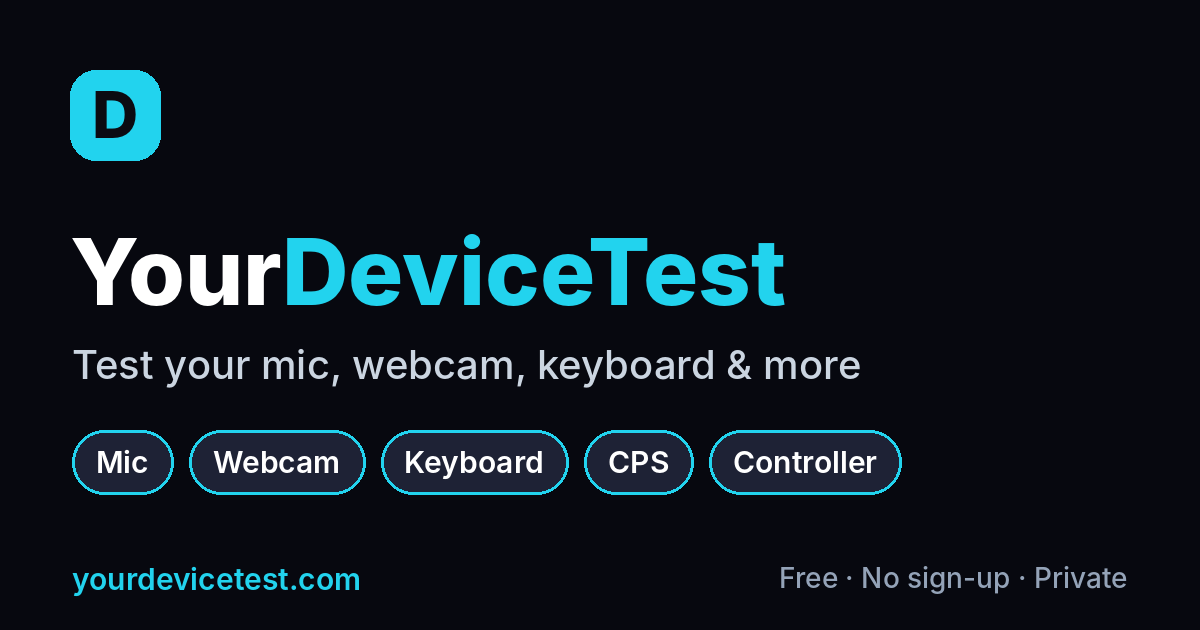 D
YourDeviceTest
Test your mic, webcam, keyboard & more
Mic Webcam Keyboard CPS Controller
yourdevicetest.com Free · No sign-up · Private